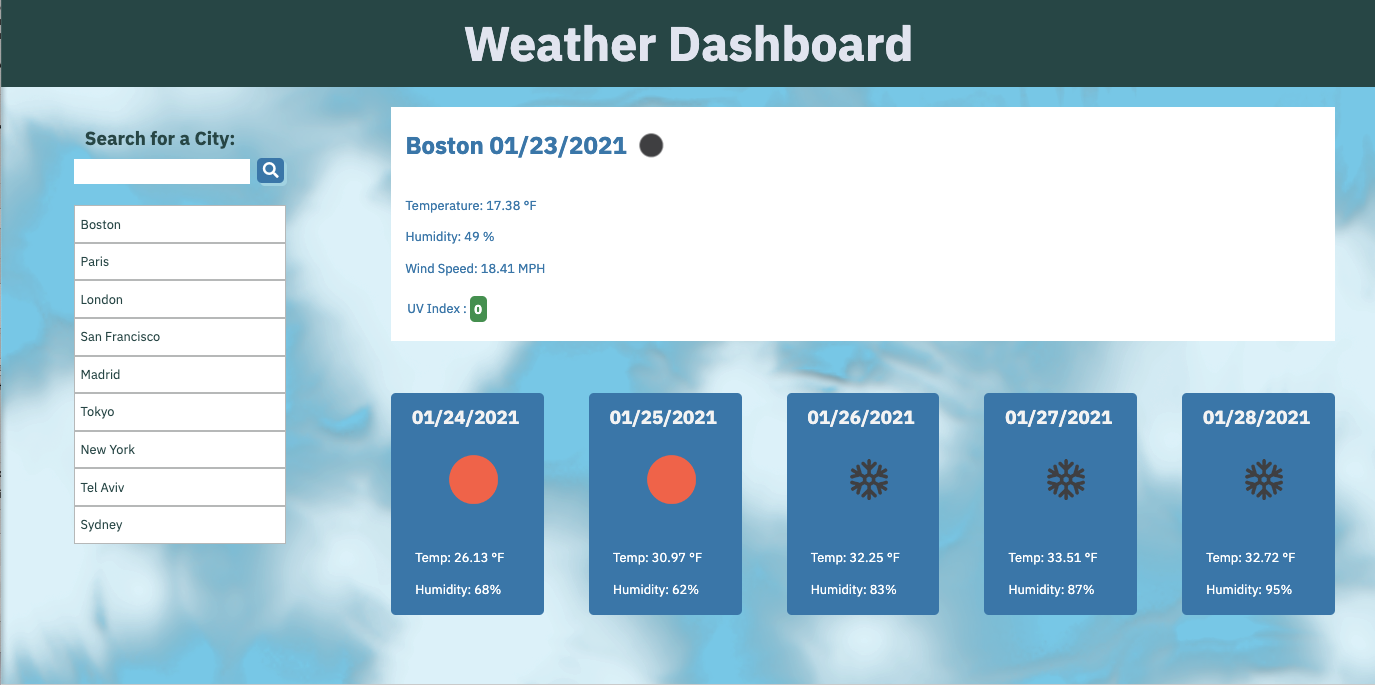 Weather Dashboard
Search for a City:
Boston
Paris
London
San Francisco
Madrid
Tokyo
New York
Tel Aviv
Sydney
Boston 01/23/2021
Temperature: 17.38 °F
Humidity: 49 %
Wind Speed: 18.41 MPH
UV Index : 0
01/24/2021
Temp: 26.13 °F
Humidity: 68%
01/25/2021
Temp: 30.97 °F
Humidity: 62%
01/26/2021
Temp: 32.25 °F
Humidity: 83%
01/27/2021
Temp: 33.51 °F
Humidity: 87%
01/28/2021
Temp: 32.72 °F
Humidity: 95%